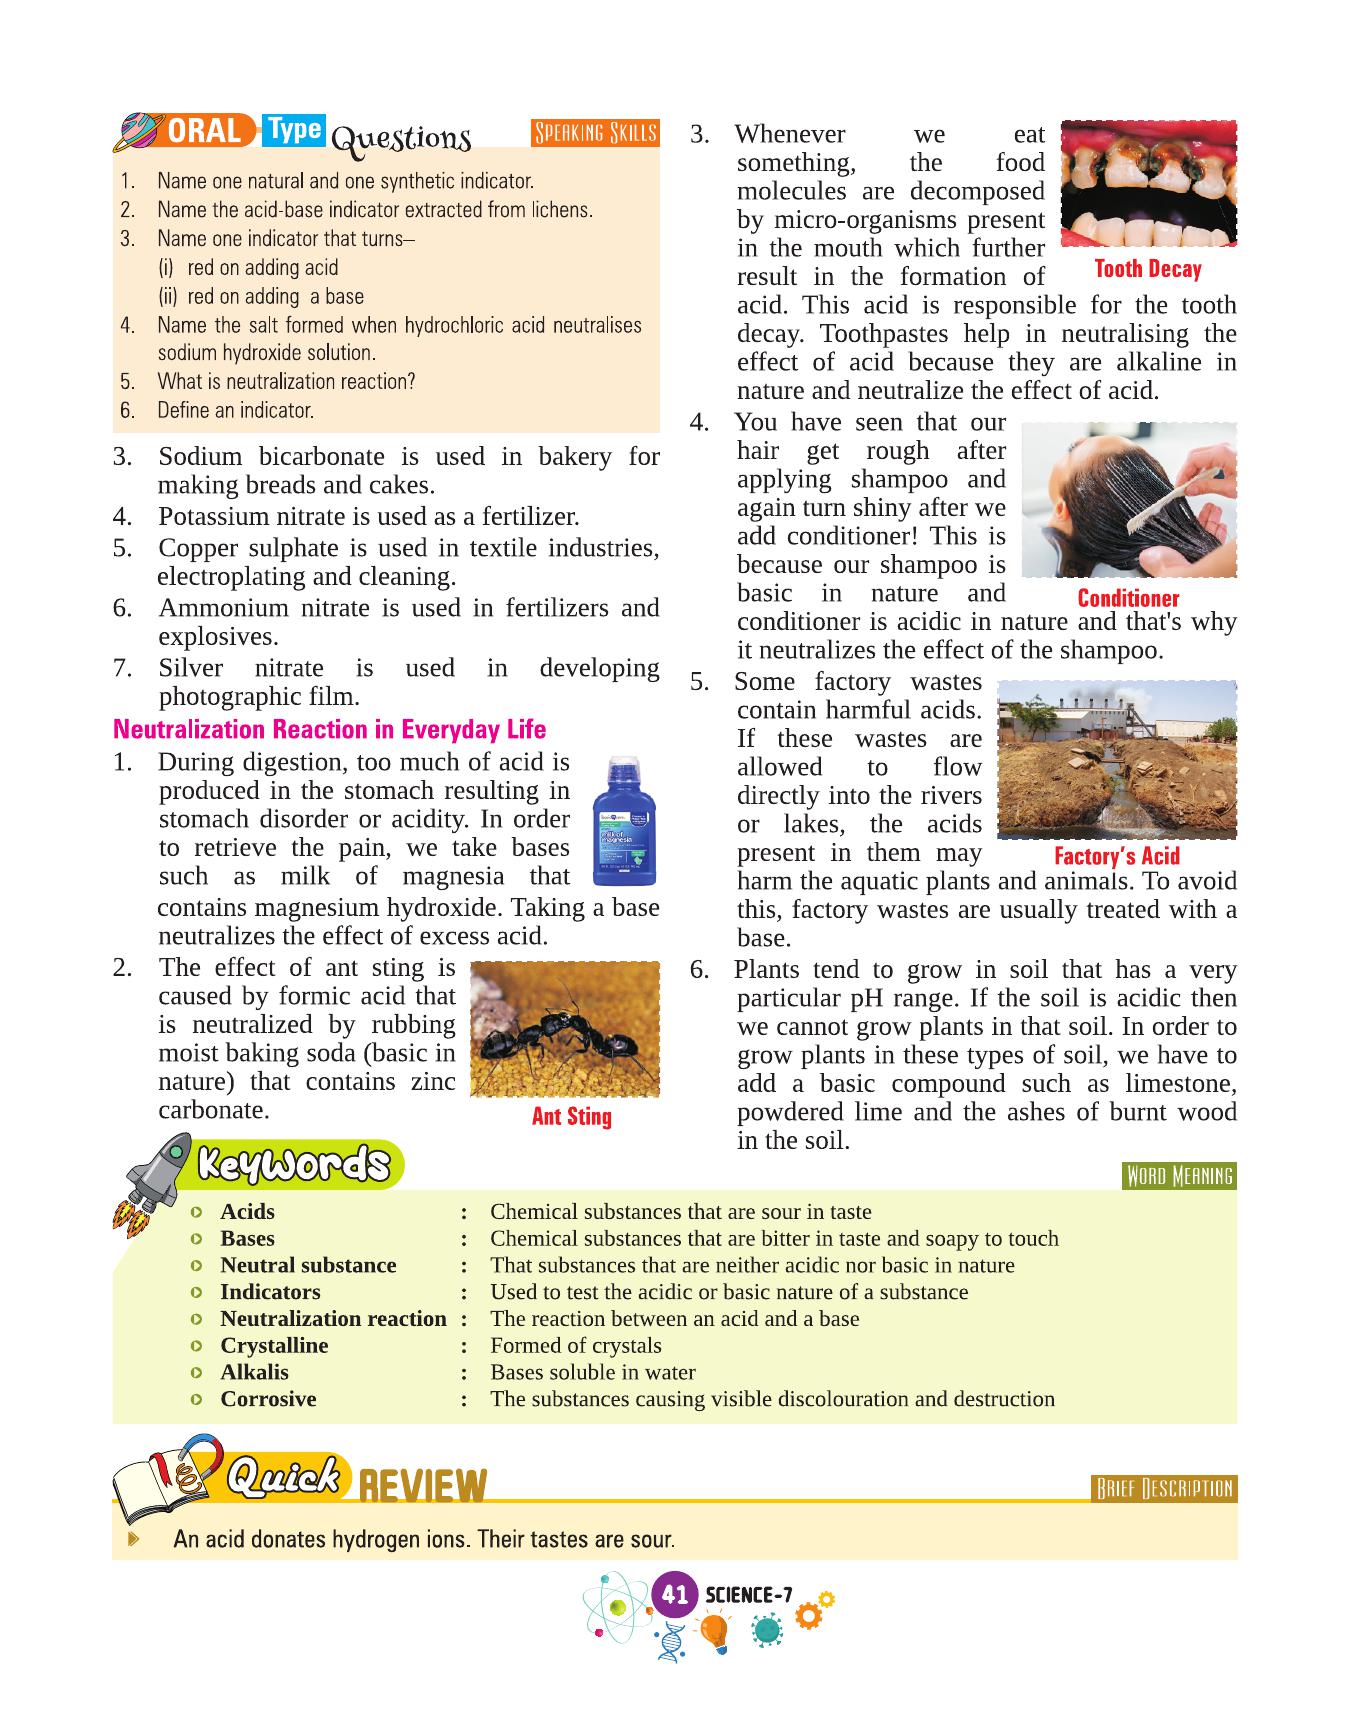 ORAL Type Questions
SPEAKING SKILLS
1. Name one natural and one synthetic indicator.
2. Name the acid-base indicator extracted from lichens.
3. Name one indicator that turns–
(i) red on adding acid
(ii) red on adding a base
4. Name the salt formed when hydrochloric acid neutralises
sodium hydroxide solution.
5. What is neutralization reaction?
6. Define an indicator.
3. Sodium bicarbonate is used in bakery for
making breads and cakes.
4. Potassium nitrate is used as a fertilizer.
5. Copper sulphate is used in textile industries,
electroplating and cleaning.
6. Ammonium nitrate is used in fertilizers and
explosives.
7. Silver nitrate is used in developing
photographic film.
Neutralization Reaction in Everyday Life
1. During digestion, too much of acid is
produced in the stomach resulting in
stomach disorder or acidity. In order
to retrieve the pain, we take bases
such as milk of magnesia that
contains magnesium hydroxide. Taking a base
neutralizes the effect of excess acid.
milk of
magnesia
2. The effect of ant sting is
caused by formic acid that
is neutralized by rubbing
moist baking soda (basic in
nature) that contains zinc
carbonate.
Ant Sting
3. Whenever we eat
something, the food
molecules are decomposed
by micro-organisms present
in the mouth which further
result in the formation of
acid. This acid is responsible for the tooth
decay. Toothpastes help in neutralising the
effect of acid because they are alkaline in
nature and neutralize the effect of acid.
Tooth Decay
4. You have seen that our
hair get rough after
applying shampoo and
again turn shiny after we
add conditioner! This is
because our shampoo is
basic in nature and
conditioner is acidic in nature and that's why
it neutralizes the effect of the shampoo.
Conditioner
5. Some factory wastes
contain harmful acids.
If these wastes are
allowed to flow
directly into the rivers
or lakes, the acids
present in them may
harm the aquatic plants and animals. To avoid
this, factory wastes are usually treated with a
base.
Factory's Acid
6. Plants tend to grow in soil that has a very
particular pH range. If the soil is acidic then
we cannot grow plants in that soil. In order to
grow plants in these types of soil, we have to
add a basic compound such as limestone,
powdered lime and the ashes of burnt wood
in the soil.
Keywords
WORD MEANING
Acids : Chemical substances that are sour in taste
Bases : Chemical substances that are bitter in taste and soapy to touch
Neutral substance : That substances that are neither acidic nor basic in nature
Indicators : Used to test the acidic or basic nature of a substance
Neutralization reaction : The reaction between an acid and a base
Crystalline : Formed of crystals
Alkalis : Bases soluble in water
Corrosive : The substances causing visible discolouration and destruction
Quick REVIEW
BRIEF DESCRIPTION
An acid donates hydrogen ions. Their tastes are sour.
41 SCIENCE-7